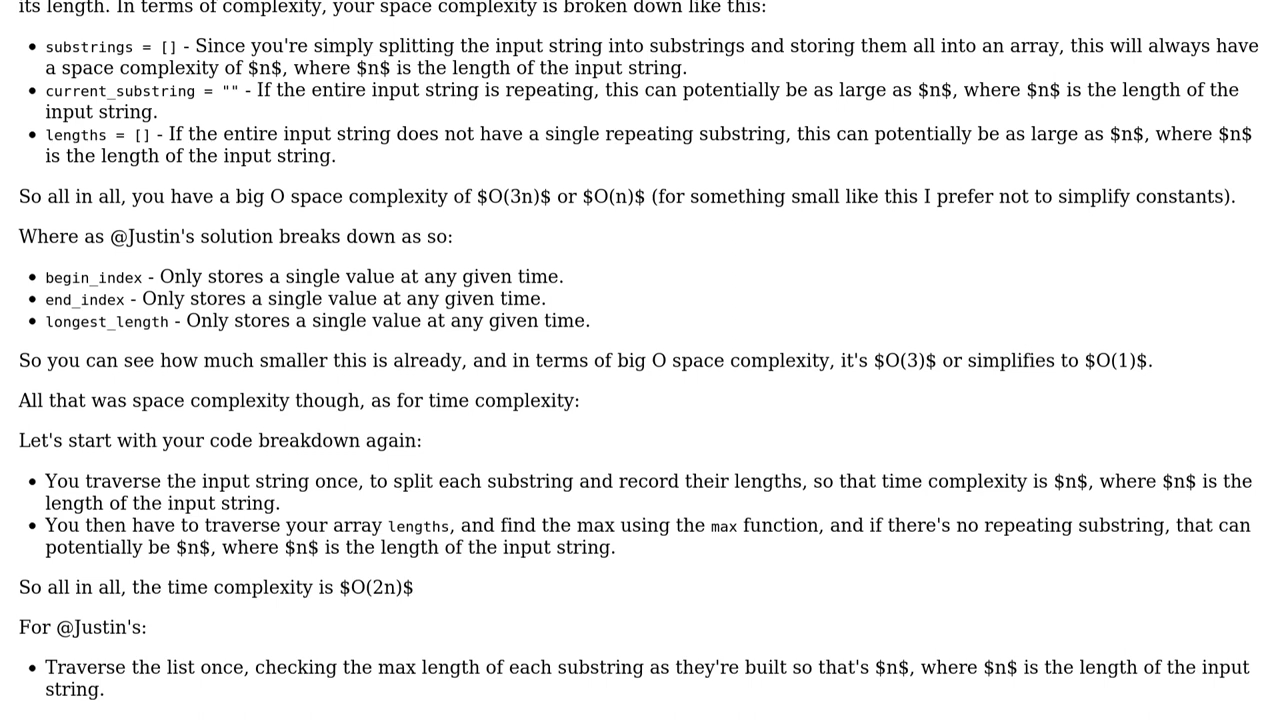 its length. In terms of complexity, your space complexity is broken down like this:
substrings = [] - Since you're simply splitting the input string into substrings and storing them all into an array, this will always have
a space complexity of $n$, where $n$ is the length of the input string.
current_substring = "" - If the entire input string is repeating, this can potentially be as large as $n$, where $n$ is the length of the
input string.
lengths = [] - If the entire input string does not have a single repeating substring, this can potentially be as large as $n$, where $n$
is the length of the input string.
So all in all, you have a big O space complexity of $O(3n)$ or $O(n)$ (for something small like this I prefer not to simplify constants).
Where as @Justin's solution breaks down as so:
begin_index - Only stores a single value at any given time.
end_index - Only stores a single value at any given time.
longest_length - Only stores a single value at any given time.
So you can see how much smaller this is already, and in terms of big O space complexity, it's $O(3)$ or simplifies to $O(1)$.
All that was space complexity though, as for time complexity:
Let's start with your code breakdown again:
You traverse the input string once, to split each substring and record their lengths, so that time complexity is $n$, where $n$ is the
length of the input string.
You then have to traverse your array lengths, and find the max using the max function, and if there's no repeating substring, that can
potentially be $n$, where $n$ is the length of the input string.
So all in all, the time complexity is $O(2n)$
For @Justin's:
Traverse the list once, checking the max length of each substring as they're built so that's $n$, where $n$ is the length of the input
string.